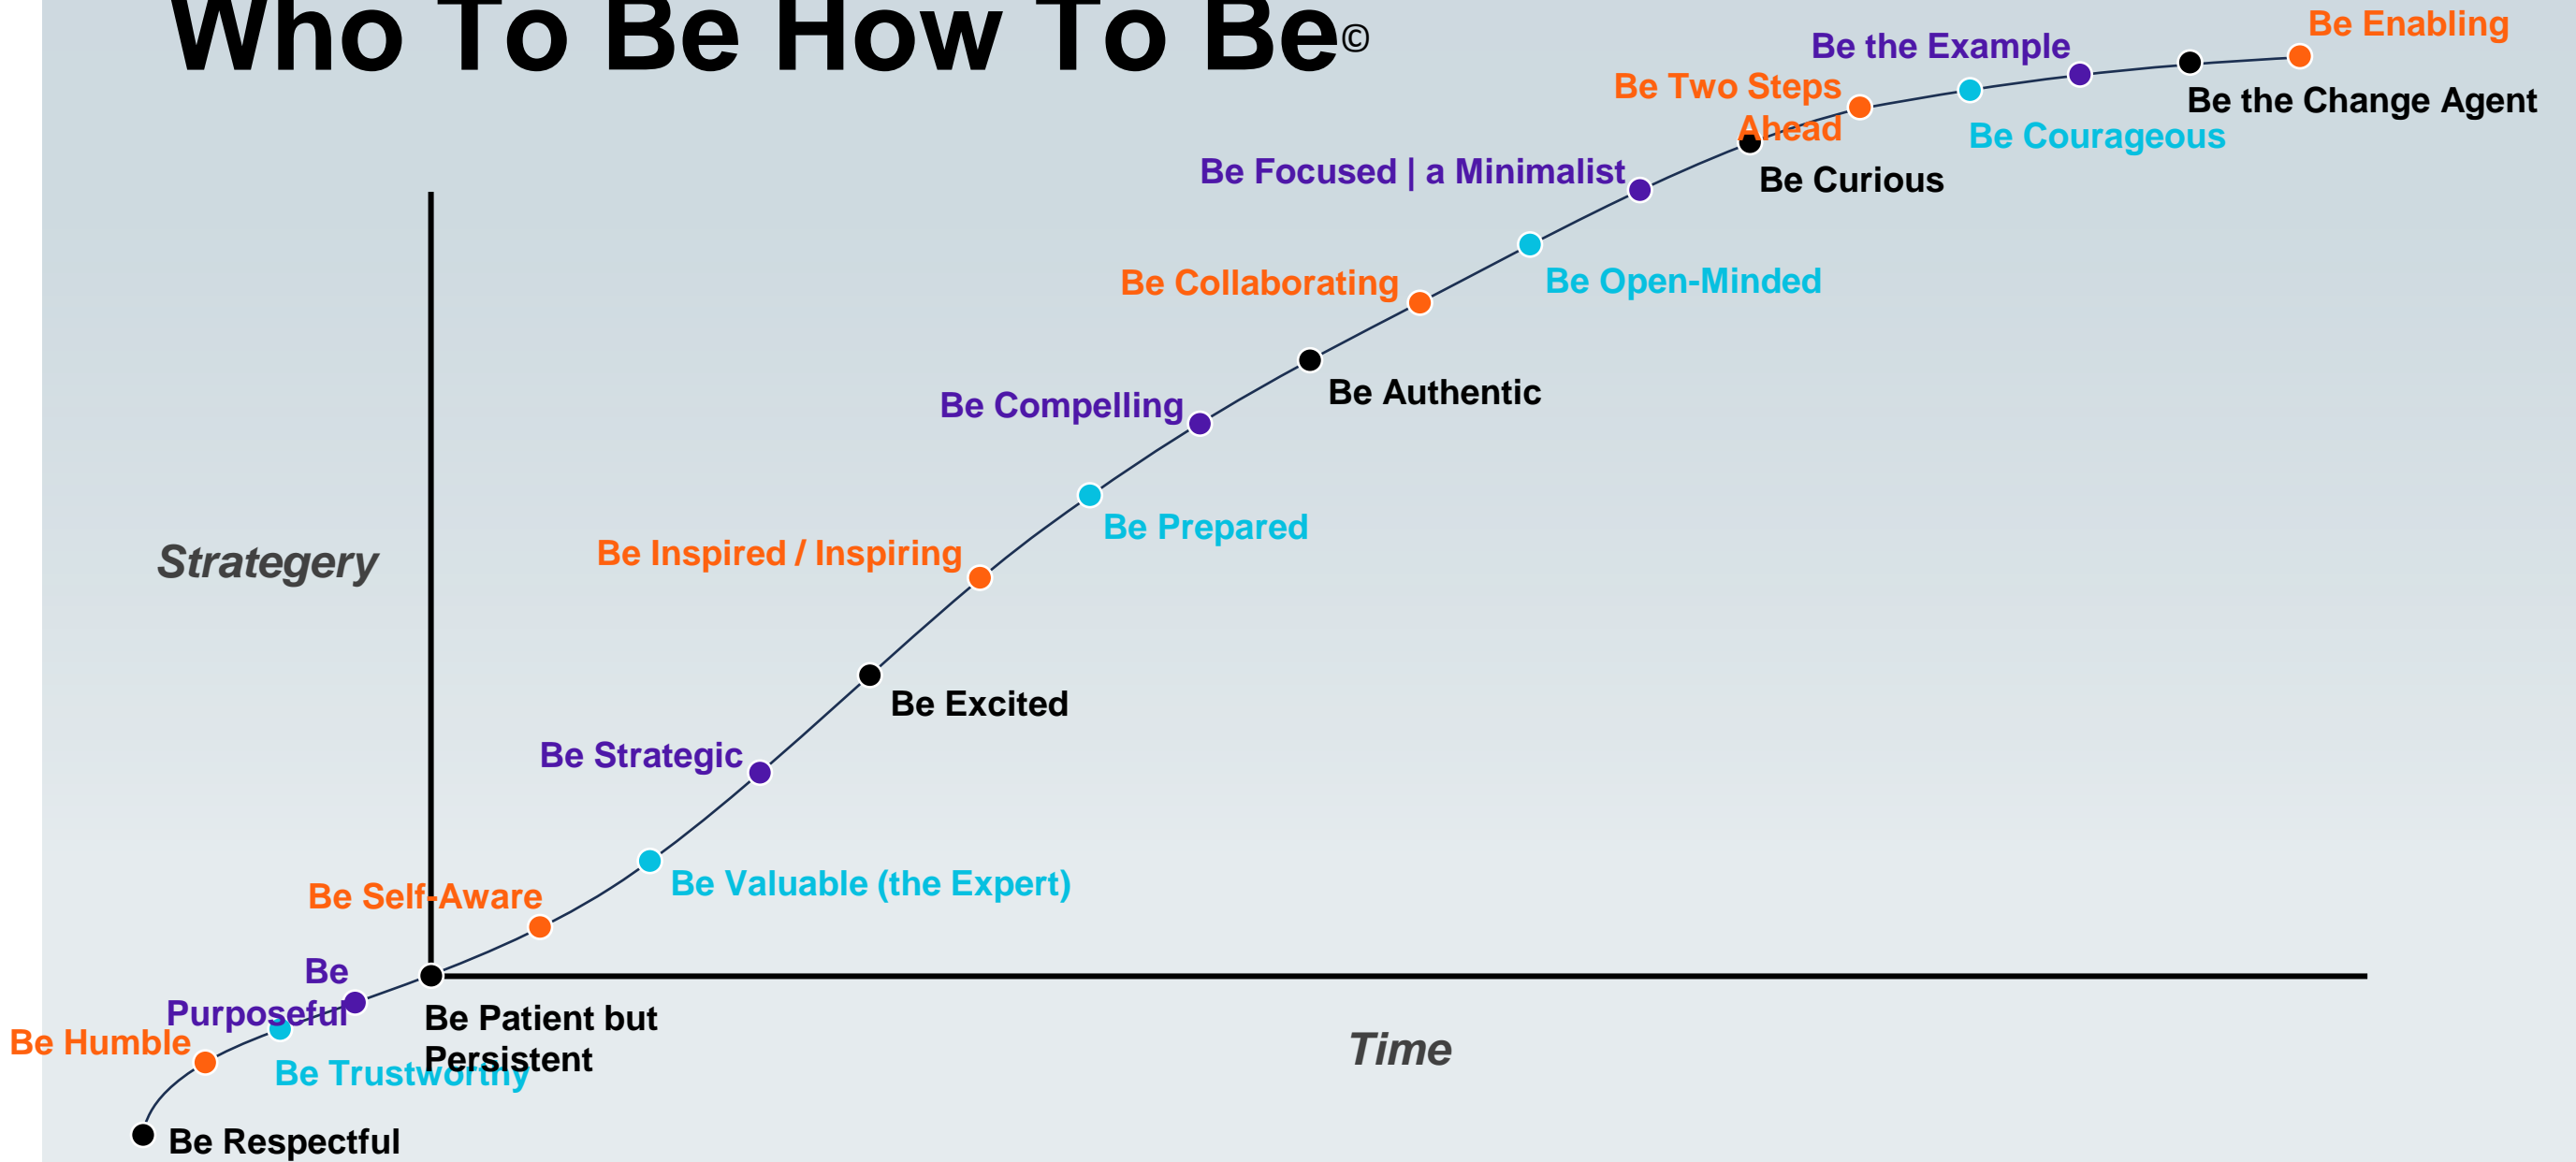 Who To Be How To Be©
Be Enabling
Be the Example
Be Two Steps
Ahead
Be the Change Agent
Be Courageous
Be Focused | a Minimalist
Be Curious
Be Collaborating
Be Open-Minded
Be Compelling
Be Authentic
Be Inspired / Inspiring
Be Prepared
Strategery
Be Excited
Be Strategic
Be Self-Aware
Be Valuable (the Expert)
Be
Purposeful
Be Patient but
Persistent
Be Humble
Be Trustworthy
Time
Be Respectful